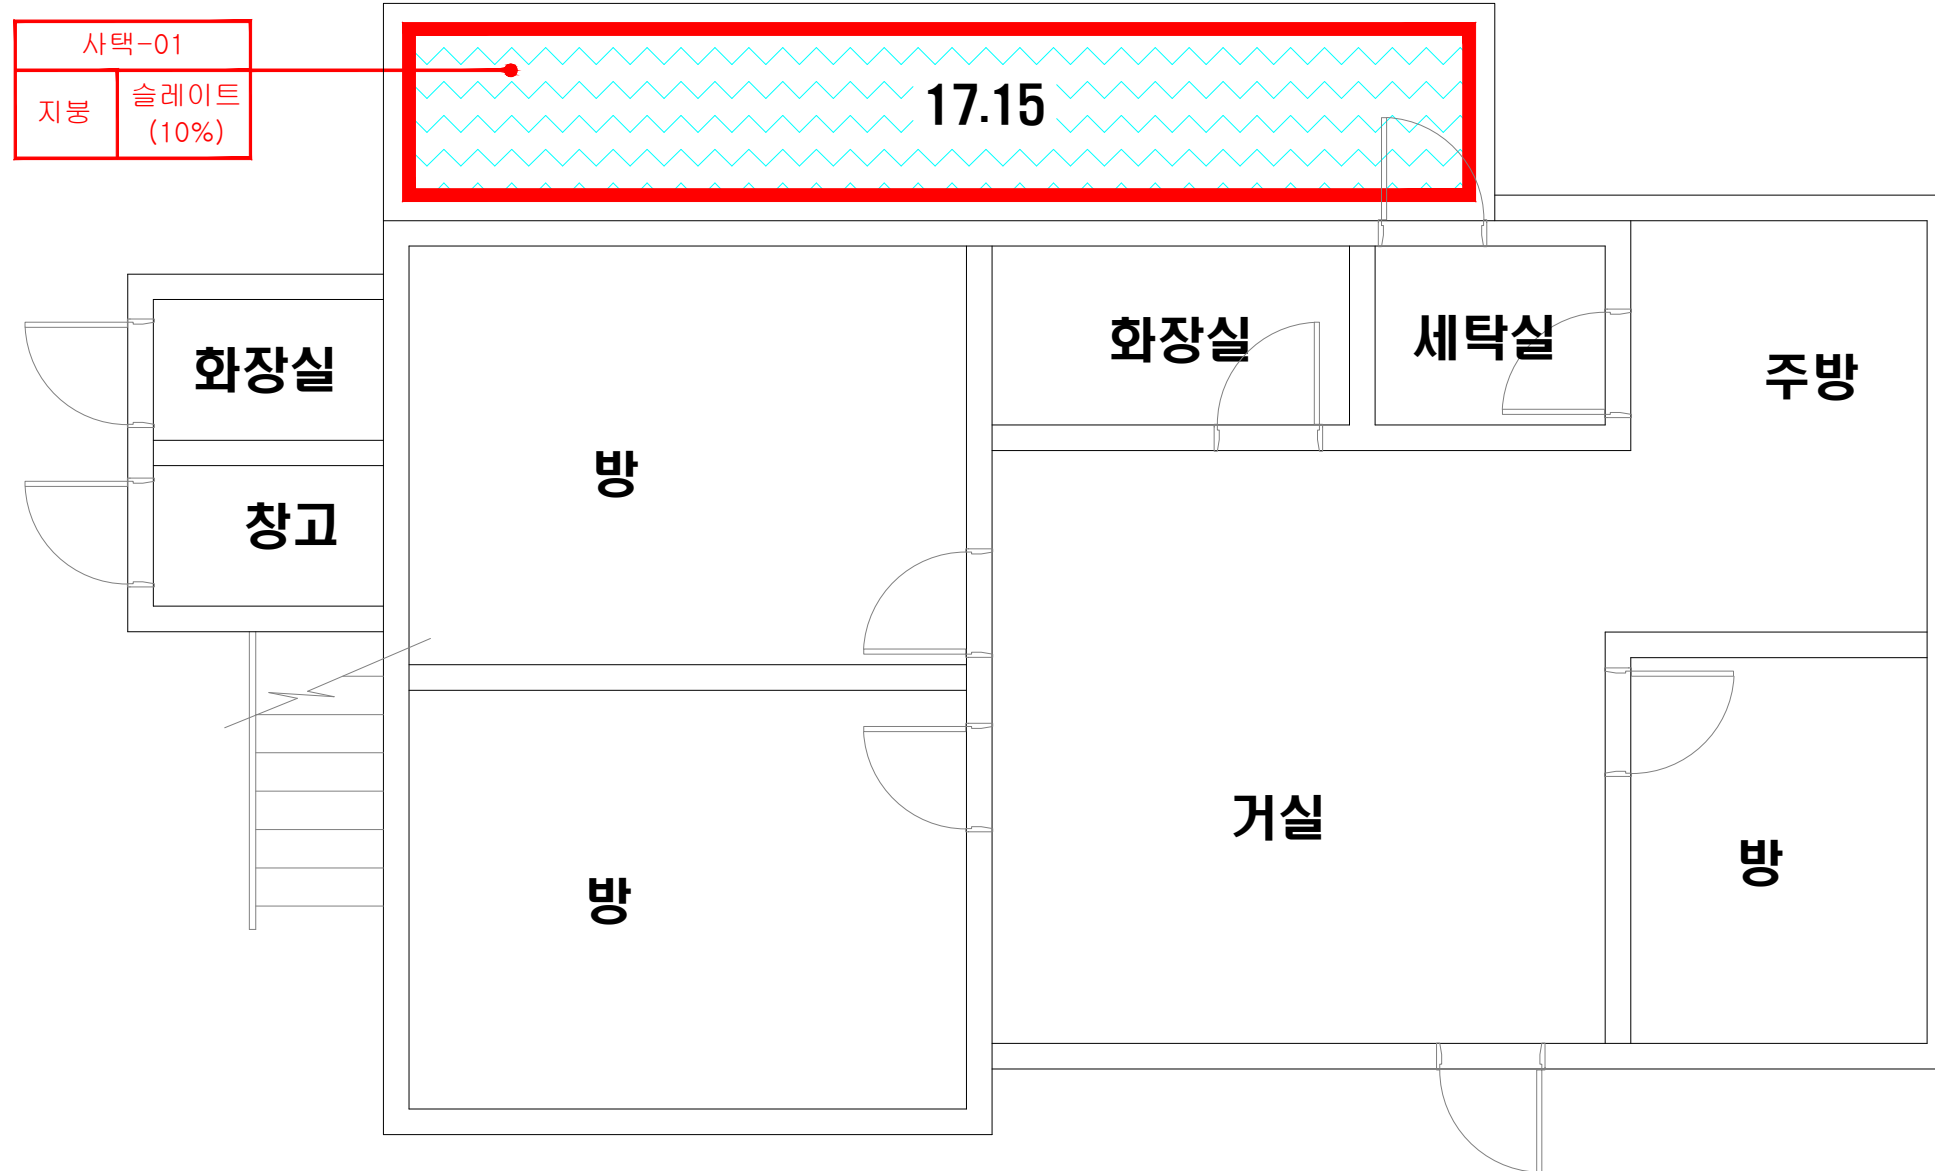 사택-01
지붕
슬레이트
(10%)
17.15
화장실
세탁실
주방
화장실
방
창고
거실
방
방